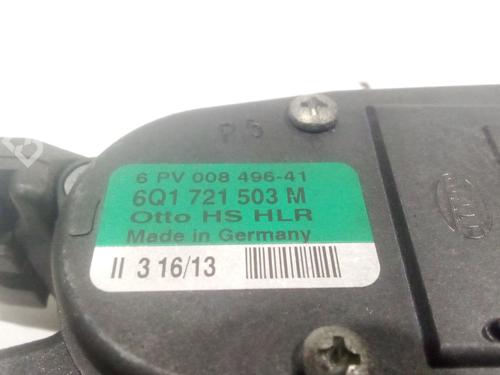 P5
6 PV 008 496-41
6Q1 721 503 M
Otto HS HLR
Made in Germany
II 3 16/13